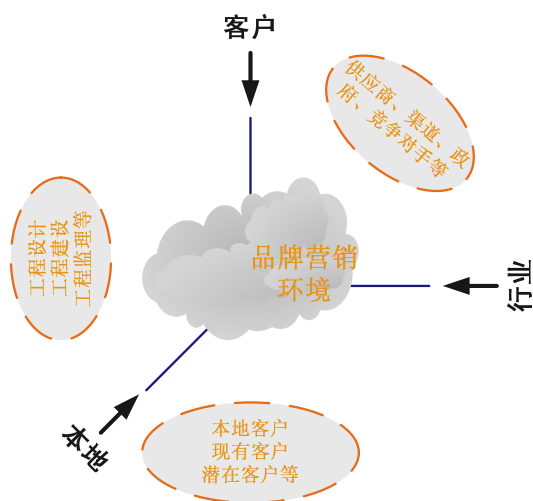 客户
供应商、渠道、政
府、竞争对手等
工程设计
工程建设
工程监理等
品牌营销
环境
行业
本地
本地客户
现有客户
潜在客户等